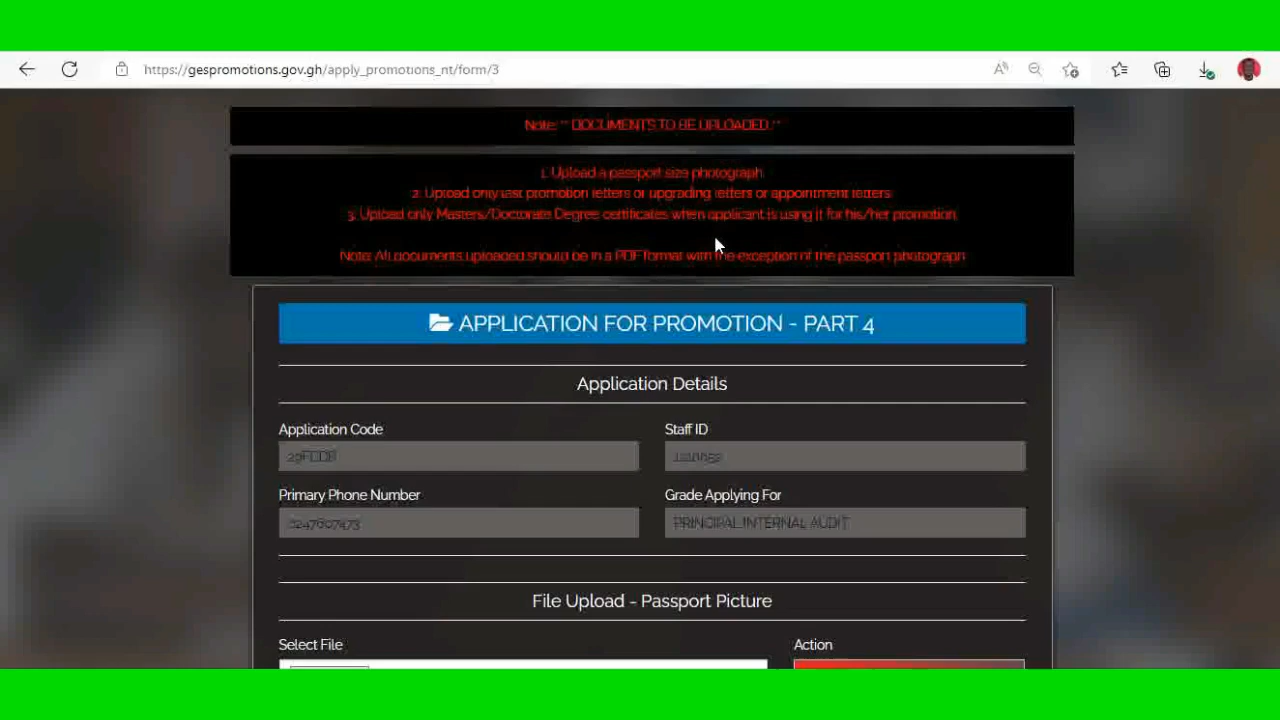 https://gespromotions.gov.gh/apply_promotions_nt/form/3
Note: ** DOCUMENTS TO BE UPLOADED **
1. Upload a passport size photograph
2. Upload only last promotion letters or upgrading letters or appointment letters
3. Upload only Masters/Doctorate Degree certificates when applicant is using it for his/her promotion.
Note: All documents uploaded should be in a PDF format with the exception of the passport photograph
APPLICATION FOR PROMOTION - PART 4
Application Details
Application Code
Staff ID
Primary Phone Number
Grade Applying For
PRINCIPAL INTERNAL AUDIT
File Upload - Passport Picture
Select File
Action